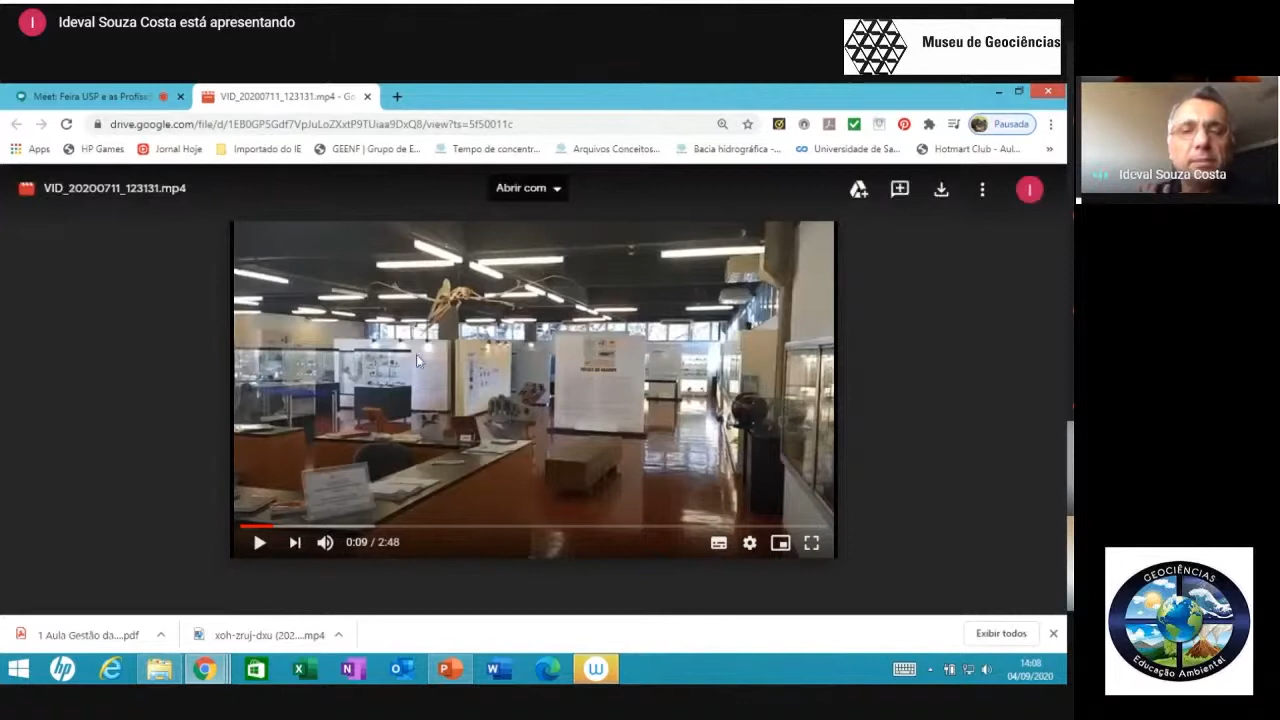 Ideval Souza Costa está apresentando
Museu de Geociências
Meet: Feira USP e as Profiss
VID_20200711_123131.mp4 - Go
drive.google.com/file/d/1EB0GP5Gdf7VpJuLoZXxtP9TUiaa9DxQ8/view?ts=5f50011c
Pausada
Apps
HP Games
Jornal Hoje
Importado do IE
GEENF | Grupo de E...
Tempo de concentr...
Arquivos Conceitos...
Bacia hidrográfica -...
Universidade de Sa...
Hotmart Club - Aul...
»
Ideval Souza Costa
VID_20200711_123131.mp4
Abrir com
I
0:09 / 2:48
GEOCIÊNCIAS
Educação Ambiental
1 Aula Gestão da....pdf
xoh-zruj-dxu (202....mp4
Exibir todos
14:08
04/09/2020